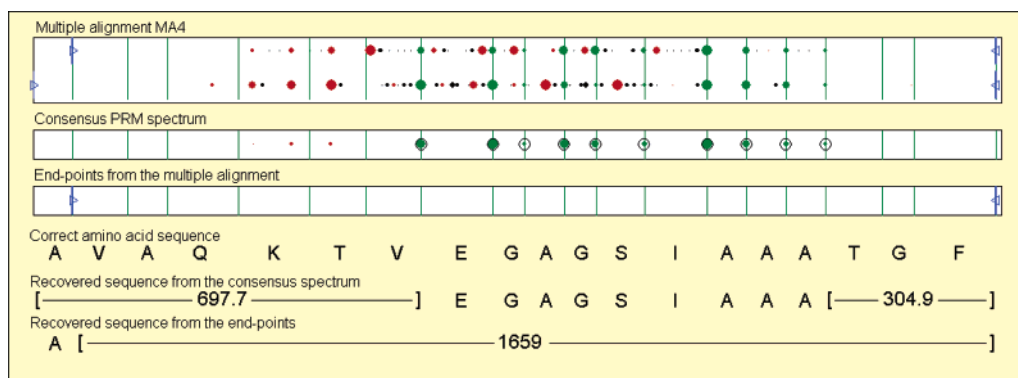 Multiple alignment MA4
Consensus PRM spectrum
End-points from the multiple alignment
Correct amino acid sequence
A V A Q K T V E G A G S I A A A T G F
Recovered sequence from the consensus spectrum
[ 697.7 ] E G A G S I A A A [ 304.9 ]
Recovered sequence from the end-points
A [ 1659 ]